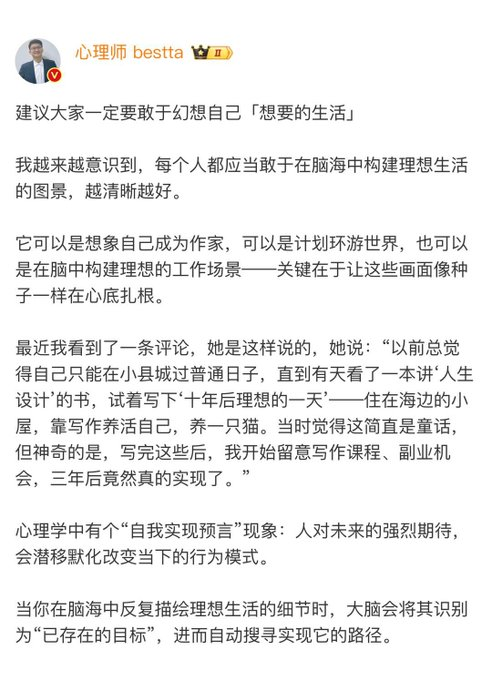 心理师 bestta
II
建议大家一定要敢于幻想自己「想要的生活」
我越来越意识到，每个人都应当敢于在脑海中构建理想生活
的图景，越清晰越好。
它可以是想象自己成为作家，可以是计划环游世界，也可以
是在脑中构建理想的工作场景——关键在于让这些画面像种
子一样在心底扎根。
最近我看到了一条评论，她是这样说的，她说：“以前总觉
得自己只能在小县城过普通日子，直到有天看了一本讲‘人生
设计’的书，试着写下‘十年后理想的一天’——住在海边的小
屋，靠写作养活自己，养一只猫。当时觉得这简直是童话，
但神奇的是，写完这些后，我开始留意写作课程、副业机
会，三年后竟然真的实现了。”
心理学中有个“自我实现预言”现象：人对未来的强烈期待，
会潜移默化改变当下的行为模式。
当你在脑海中反复描绘理想生活的细节时，大脑会将其识别
为“已存在的目标”，进而自动搜寻实现它的路径。